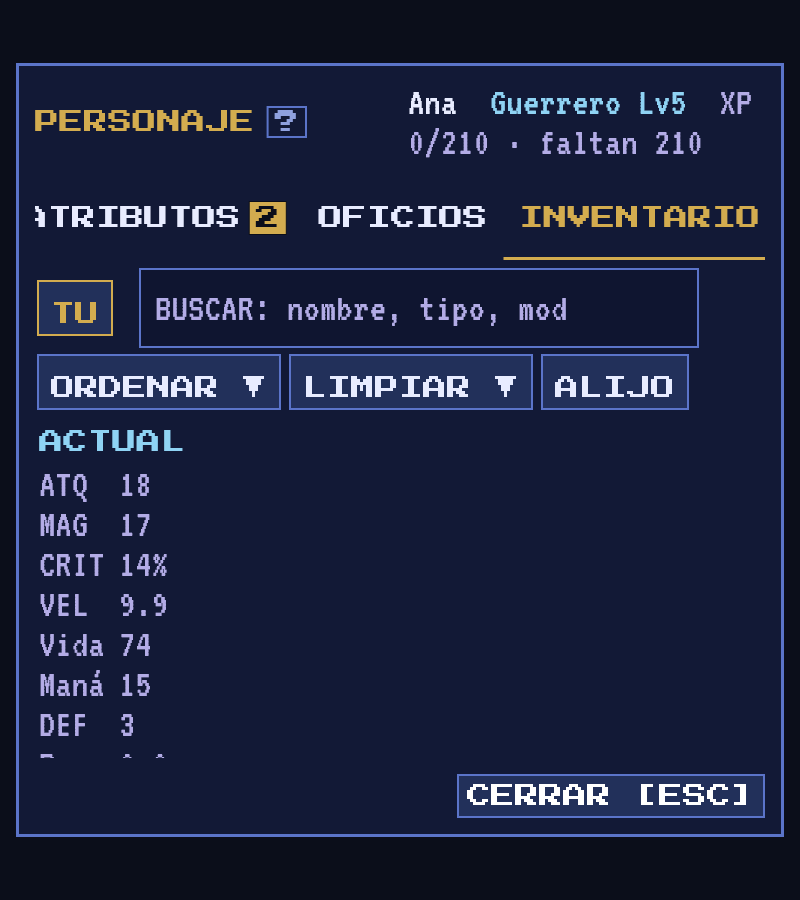 PERSONAJE ?
Ana Guerrero Lv5 XP
0/210 · faltan 210
ATRIBUTOS 2 OFICIOS INVENTARIO
TU BUSCAR: nombre, tipo, mod
ORDENAR ▼ LIMPIAR ▼ ALIJO
ACTUAL
ATQ 18
MAG 17
CRIT 14%
VEL 9.9
Vida 74
Maná 15
DEF 3
CERRAR [ESC]